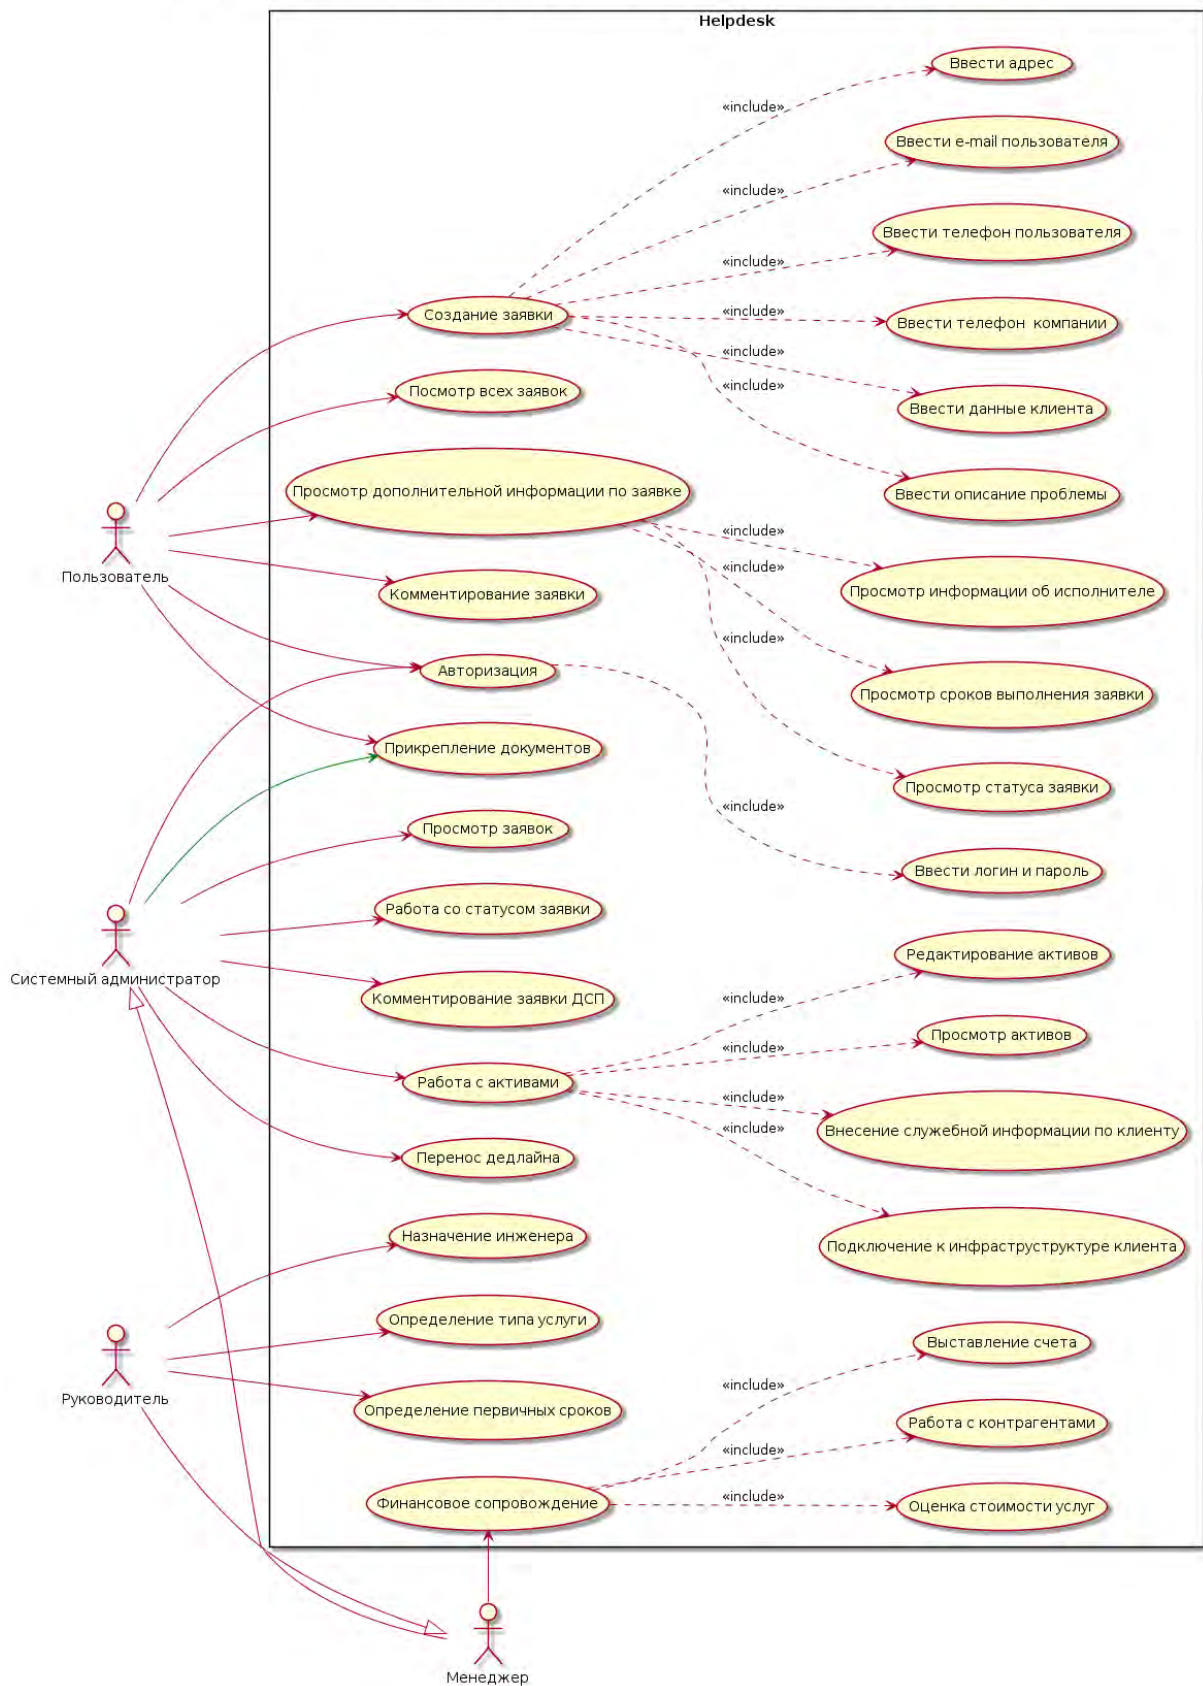 Helpdesk
Ввести адрес
«include»
Ввести e-mail пользователя
«include»
Ввести телефон пользователя
«include»
Создание заявки
«include»
Ввести телефон компании
«include»
Посмотр всех заявок
«include»
Ввести данные клиента
Просмотр дополнительной информации по заявке
Ввести описание проблемы
«include»
Пользователь
«include»
Комментирование заявки
Просмотр информации об исполнителе
«include»
Авторизация
Просмотр сроков выполнения заявки
Прикрепление документов
Просмотр статуса заявки
«include»
Просмотр заявок
Ввести логин и пароль
Работа со статусом заявки
Редактирование активов
Системный администратор
Комментирование заявки ДСП
«include»
Просмотр активов
«include»
Работа с активами
«include»
«include»
Внесение служебной информации по клиенту
Перенос дедлайна
Назначение инженера
Подключение к инфраструструктуре клиента
Определение типа услуги
Выставление счета
Руководитель
«include»
Определение первичных сроков
Работа с контрагентами
«include»
Финансовое сопровождение
«include»
Оценка стоимости услуг
Менеджер